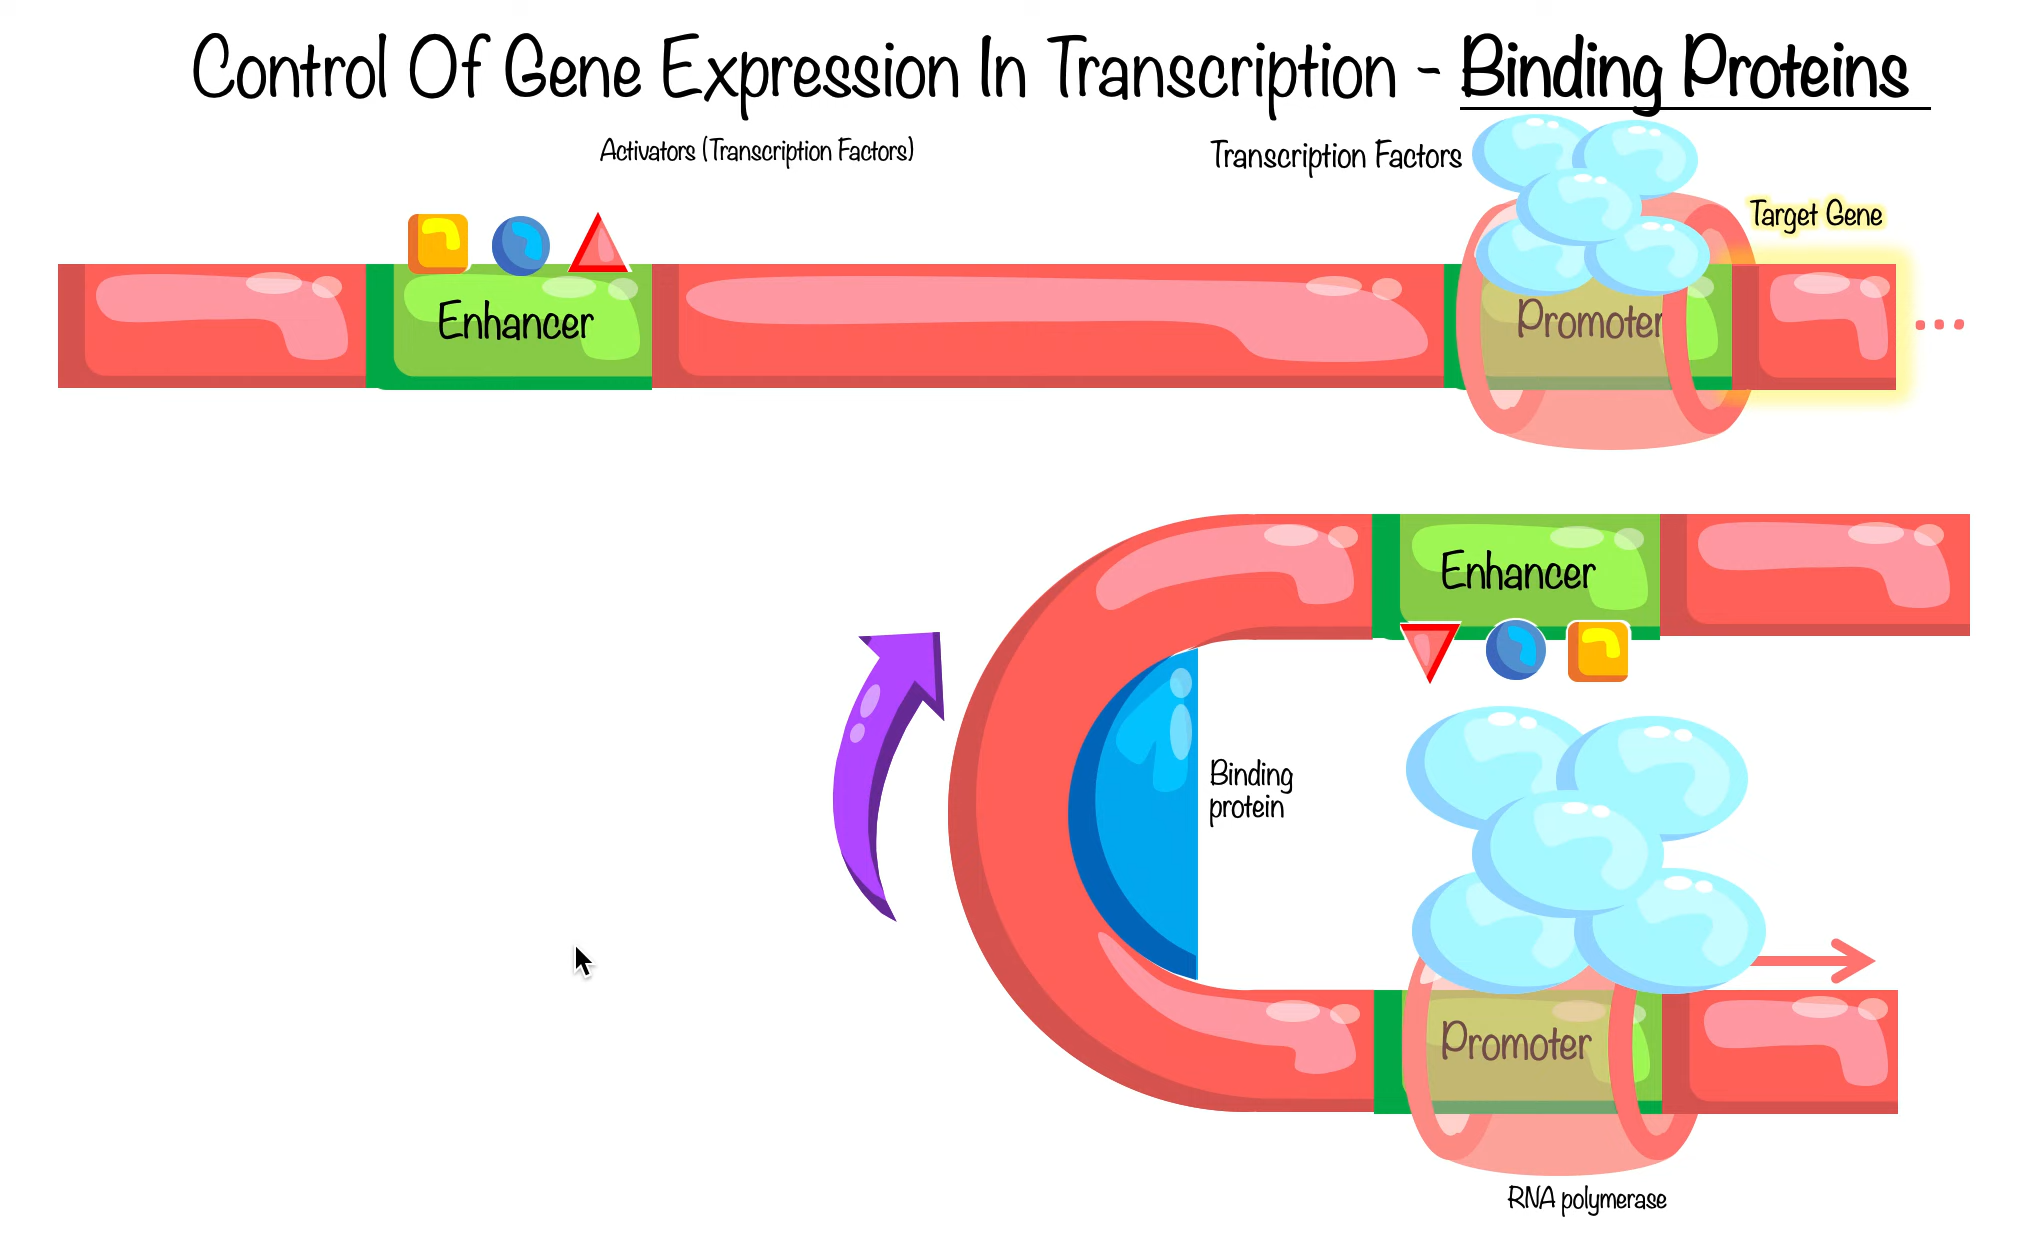 Control Of Gene Expression In Transcription - Binding Proteins
Activators (Transcription Factors)
Transcription Factors
Target Gene
Enhancer
Promoter
Enhancer
Binding
protein
Promoter
RNA polymerase